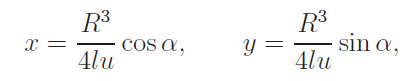 x = \frac{R^3}{4lu} \cos \alpha, \qquad y = \frac{R^3}{4lu} \sin \alpha,